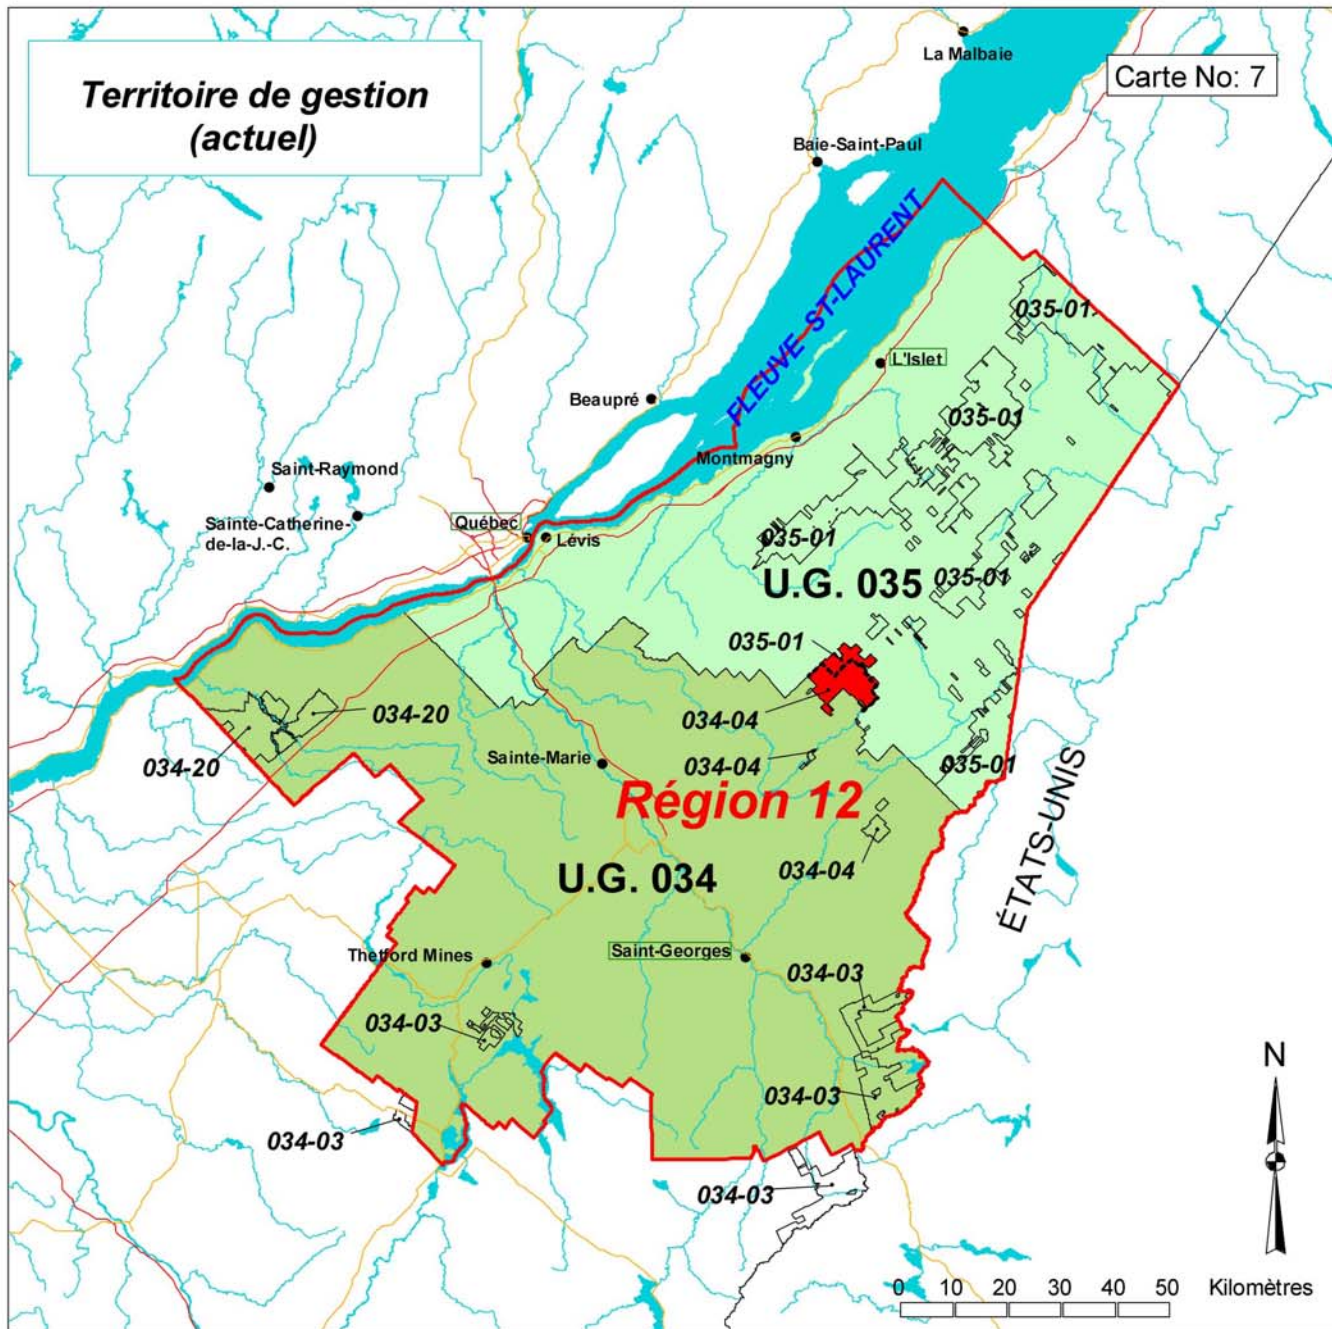 La Malbaie
Carte No: 7
Territoire de gestion
(actuel)
Baie-Saint-Paul
FLEUVE ST-LAURENT
035-01
L'Islet
Beaupré
035-01
Montmagny
Saint-Raymond
Sainte-Catherine-
de-la-J.-C.
Québec
Lévis
035-01
U.G. 035
035-01
035-01
034-20
034-04
034-20
Sainte-Marie
034-04
035-01
Région 12
ÉTATS-UNIS
034-04
U.G. 034
Thetford Mines
Saint-Georges
034-03
034-03
034-03
034-03
034-03
N
0 10 20 30 40 50 Kilomètres